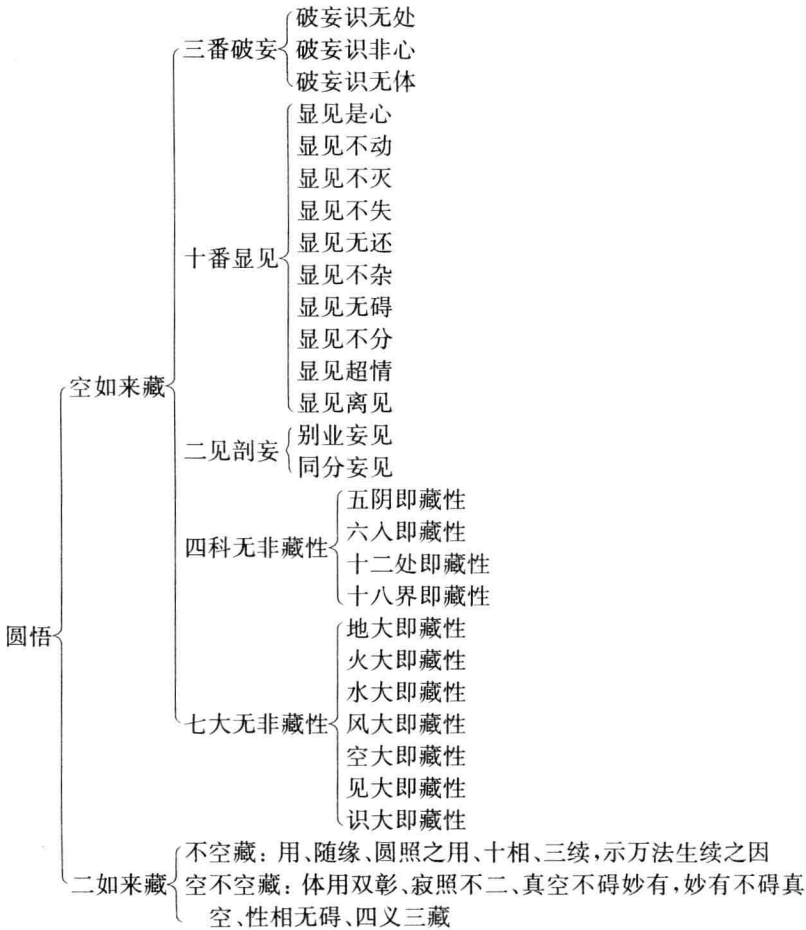 破妄识无处
三番破妄
破妄识非心
破妄识无体
显见是心
显见不动
显见不灭
显见不失
显见无还
十番显见
显见不杂
显见无碍
显见不分
显见超情
空如来藏
显见离见
别业妄见
二见剖妄
同分妄见
五阴即藏性
六入即藏性
四科无非藏性
十二处即藏性
十八界即藏性
地大即藏性
圆悟
火大即藏性
水大即藏性
七大无非藏性
风大即藏性
空大即藏性
见大即藏性
识大即藏性
不空藏：用、随缘、圆照之用、十相、三续，示万法生续之因
二如来藏
空不空藏：体用双彰、寂照不二、真空不碍妙有，妙有不碍真
空、性相无碍、四义三藏